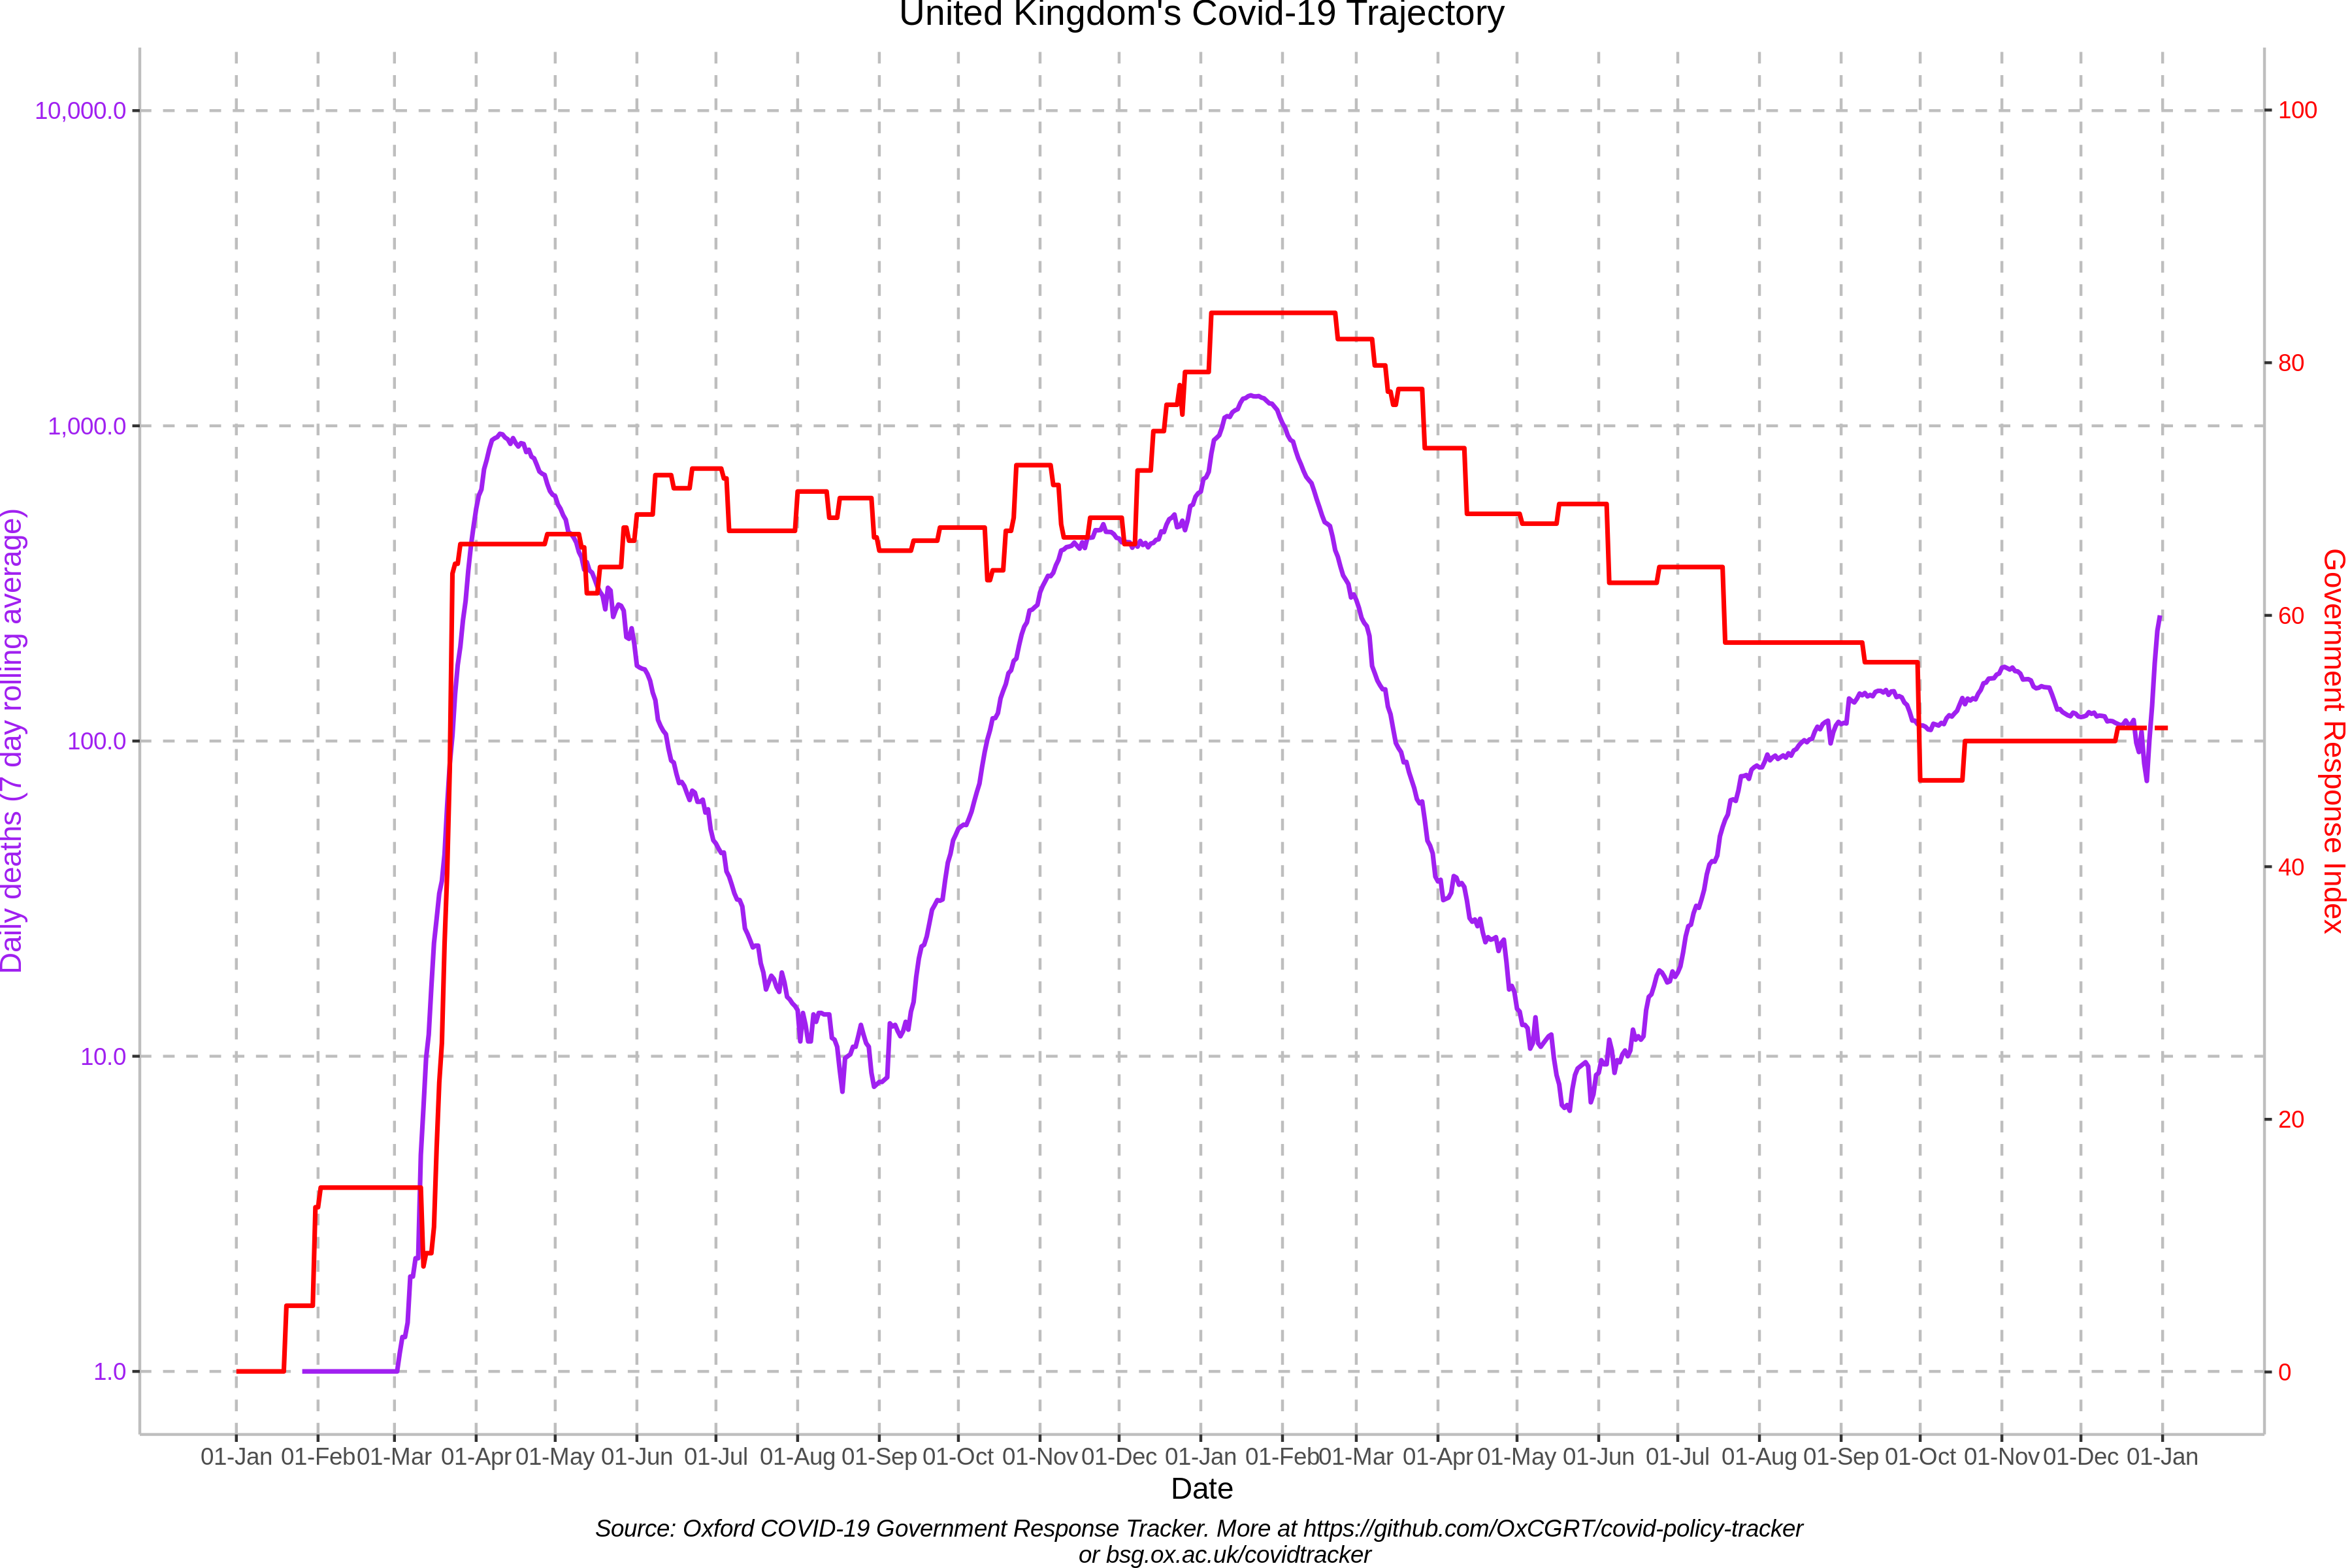 United Kingdom's Covid-19 Trajectory
10,000.0
1,000.0
100.0
10.0
1.0
Daily deaths (7 day rolling average)
100
80
60
40
20
0
Government Response Index
01-Jan 01-Feb 01-Mar 01-Apr 01-May 01-Jun 01-Jul 01-Aug 01-Sep 01-Oct 01-Nov 01-Dec 01-Jan 01-Feb 01-Mar 01-Apr 01-May 01-Jun 01-Jul 01-Aug 01-Sep 01-Oct 01-Nov 01-Dec 01-Jan
Date
Source: Oxford COVID-19 Government Response Tracker. More at https://github.com/OxCGRT/covid-policy-tracker
or bsg.ox.ac.uk/covidtracker